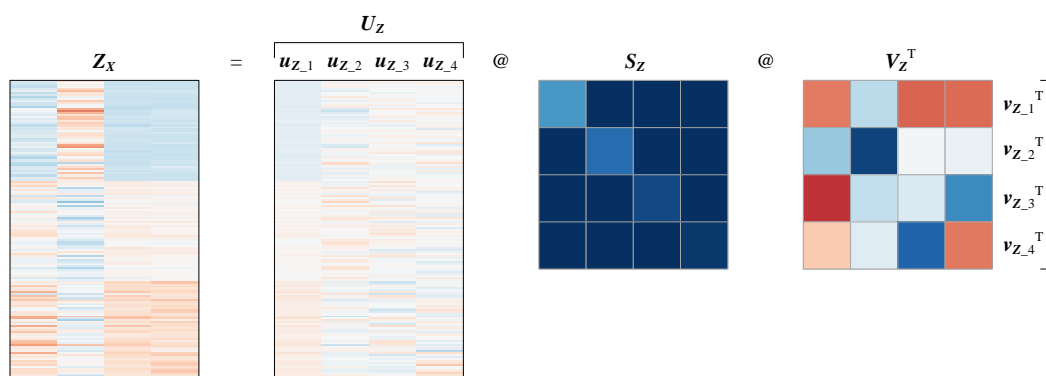 U_Z
Z_X = u_Z_1 u_Z_2 u_Z_3 u_Z_4 @ S_Z @ V_Z^T
v_Z_1^T
v_Z_2^T
v_Z_3^T
v_Z_4^T